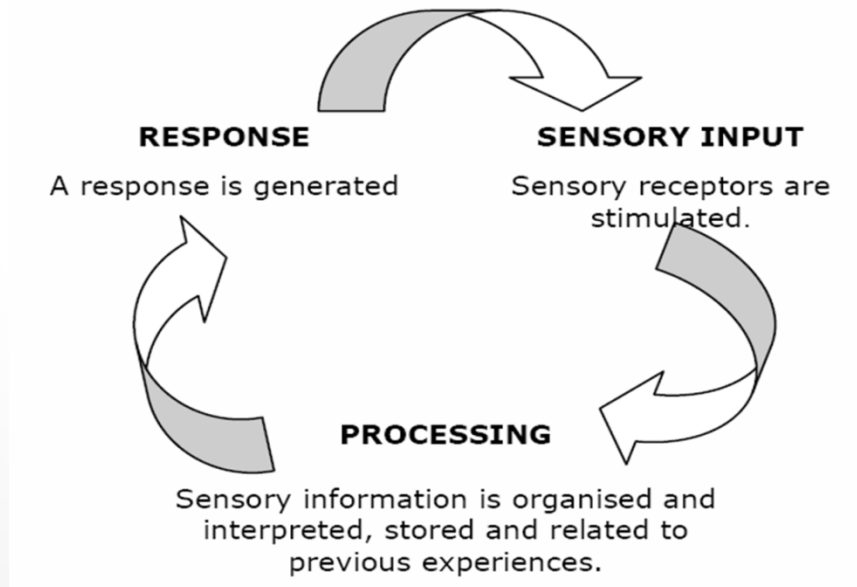 RESPONSE
A response is generated
SENSORY INPUT
Sensory receptors are
stimulated.
PROCESSING
Sensory information is organised and
interpreted, stored and related to
previous experiences.